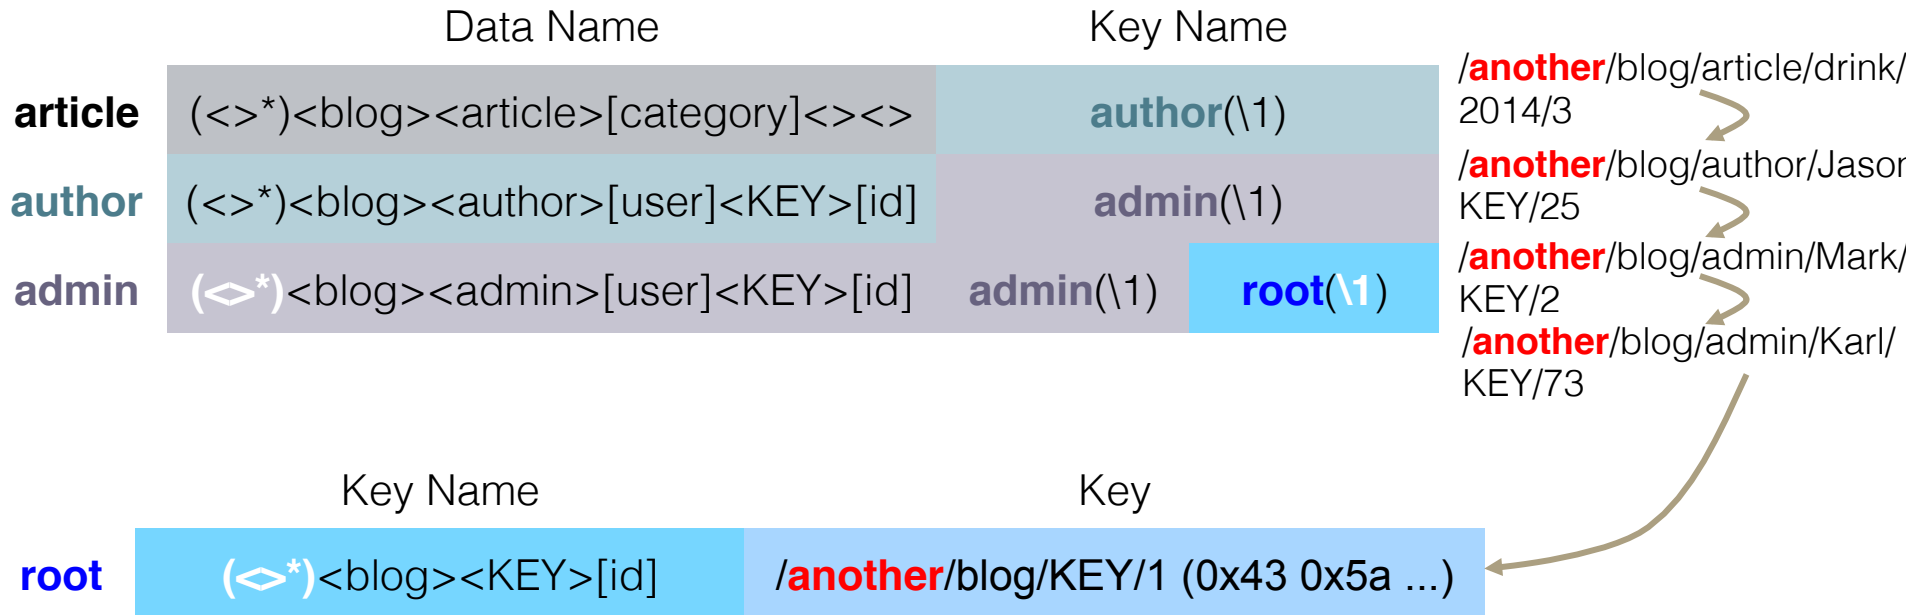 Data Name
Key Name
article
(<>*)<blog><article>[category]<><>
author(\1)
/another/blog/article/drink/
2014/3
author
(<>*)<blog><author>[user]<KEY>[id]
admin(\1)
/another/blog/author/Jason
KEY/25
admin
(<>*)<blog><admin>[user]<KEY>[id]
admin(\1)
root(\1)
/another/blog/admin/Mark/
KEY/2
/another/blog/admin/Karl/
KEY/73
Key Name
Key
root
(<>*)<blog><KEY>[id]
/another/blog/KEY/1 (0x43 0x5a ...)